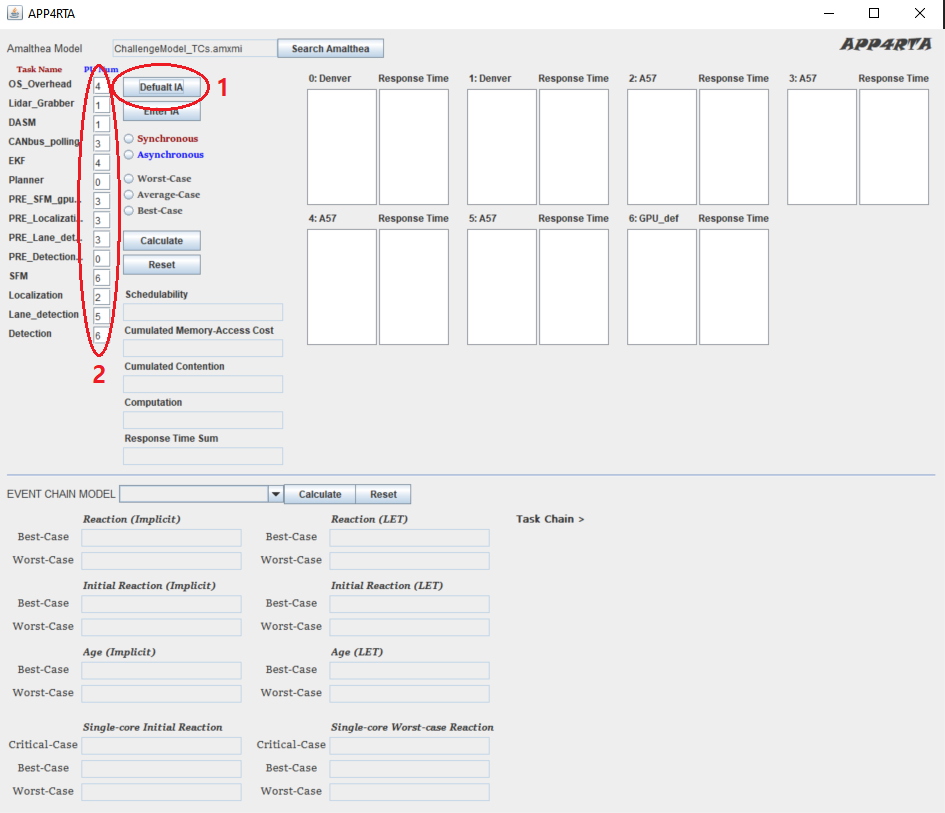 APP4RTA
Amalthea Model ChallengeModel_TCs.amxmi Search Amalthea APP4RTA
Task Name PU Num
OS_Overhead 4
Lidar_Grabber 1
DASM 1
CANbus_polling 3
EKF 4
Planner 0
PRE_SFM_gpu... 3
PRE_Localizati... 3
PRE_Lane_det... 3
PRE_Detection... 0
SFM 6
Localization 2
Lane_detection 5
Detection 6
2
Defualt IA 1
Enter IA
Synchronous
Asynchronous
Worst-Case
Average-Case
Best-Case
Calculate
Reset
Schedulability
Cumulated Memory-Access Cost
Cumulated Contention
Computation
Response Time Sum
0: Denver Response Time 1: Denver Response Time 2: A57 Response Time 3: A57 Response Time
4: A57 Response Time 5: A57 Response Time 6: GPU_def Response Time
EVENT CHAIN MODEL Calculate Reset
Reaction (Implicit) Reaction (LET) Task Chain >
Best-Case Best-Case
Worst-Case Worst-Case
Initial Reaction (Implicit) Initial Reaction (LET)
Best-Case Best-Case
Worst-Case Worst-Case
Age (Implicit) Age (LET)
Best-Case Best-Case
Worst-Case Worst-Case
Single-core Initial Reaction Single-core Worst-case Reaction
Critical-Case Critical-Case
Best-Case Best-Case
Worst-Case Worst-Case